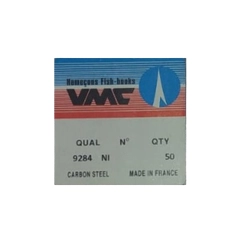 Hameçons Fish-hooks
VMC
QUAL N° QTY
9284 NI 50
CARBON STEEL MADE IN FRANCE